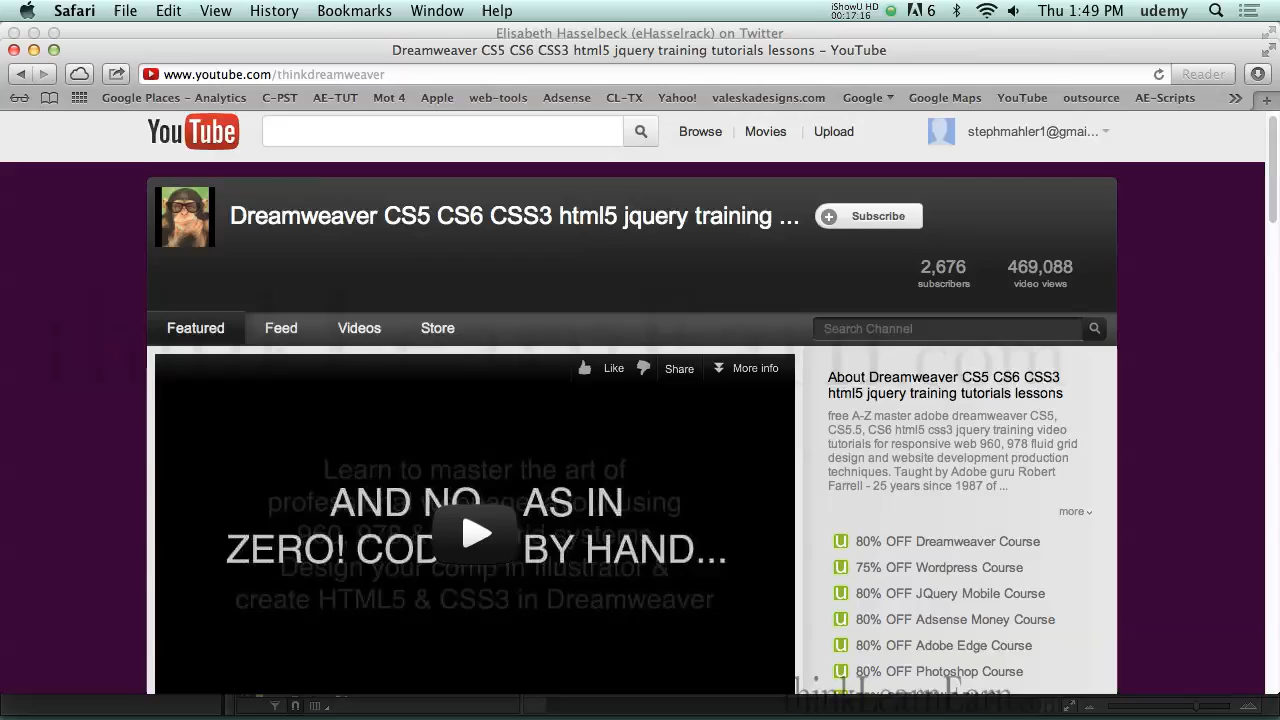 Safari File Edit View History Bookmarks Window Help iShowU HD 00:17:16 6 Thu 1:49 PM udemy
Elisabeth Hasselbeck (eHasselrack) on Twitter
Dreamweaver CS5 CS6 CSS3 html5 jquery training tutorials lessons – YouTube
www.youtube.com/thinkdreamweaver Reader
Google Places - Analytics C-PST AE-TUT Mot 4 Apple web-tools Adsense CL-TX Yahoo! valeskadesigns.com Google Google Maps YouTube outsource AE-Scripts
YouTube Browse Movies Upload stephmahler1@gmai...
Dreamweaver CS5 CS6 CSS3 html5 jquery training ... Subscribe
2,676 469,088
subscribers video views
Featured Feed Videos Store Search Channel
Like Share More info
About Dreamweaver CS5 CS6 CSS3
html5 jquery training tutorials lessons
free A-Z master adobe dreamweaver CS5,
CS5.5, CS6 html5 css3 jquery training video
tutorials for responsive web 960, 978 fluid grid
design and website development production
techniques. Taught by Adobe guru Robert
Farrell - 25 years since 1987 of ...
more
Learn to master the art of
AND NO AS IN
ZERO! COD BY HAND...
Design your comp in Illustrator &
create HTML5 & CSS3 in Dreamweaver
80% OFF Dreamweaver Course
75% OFF Wordpress Course
80% OFF JQuery Mobile Course
80% OFF Adsense Money Course
80% OFF Adobe Edge Course
80% OFF Photoshop Course
thinkLearnEarn.com